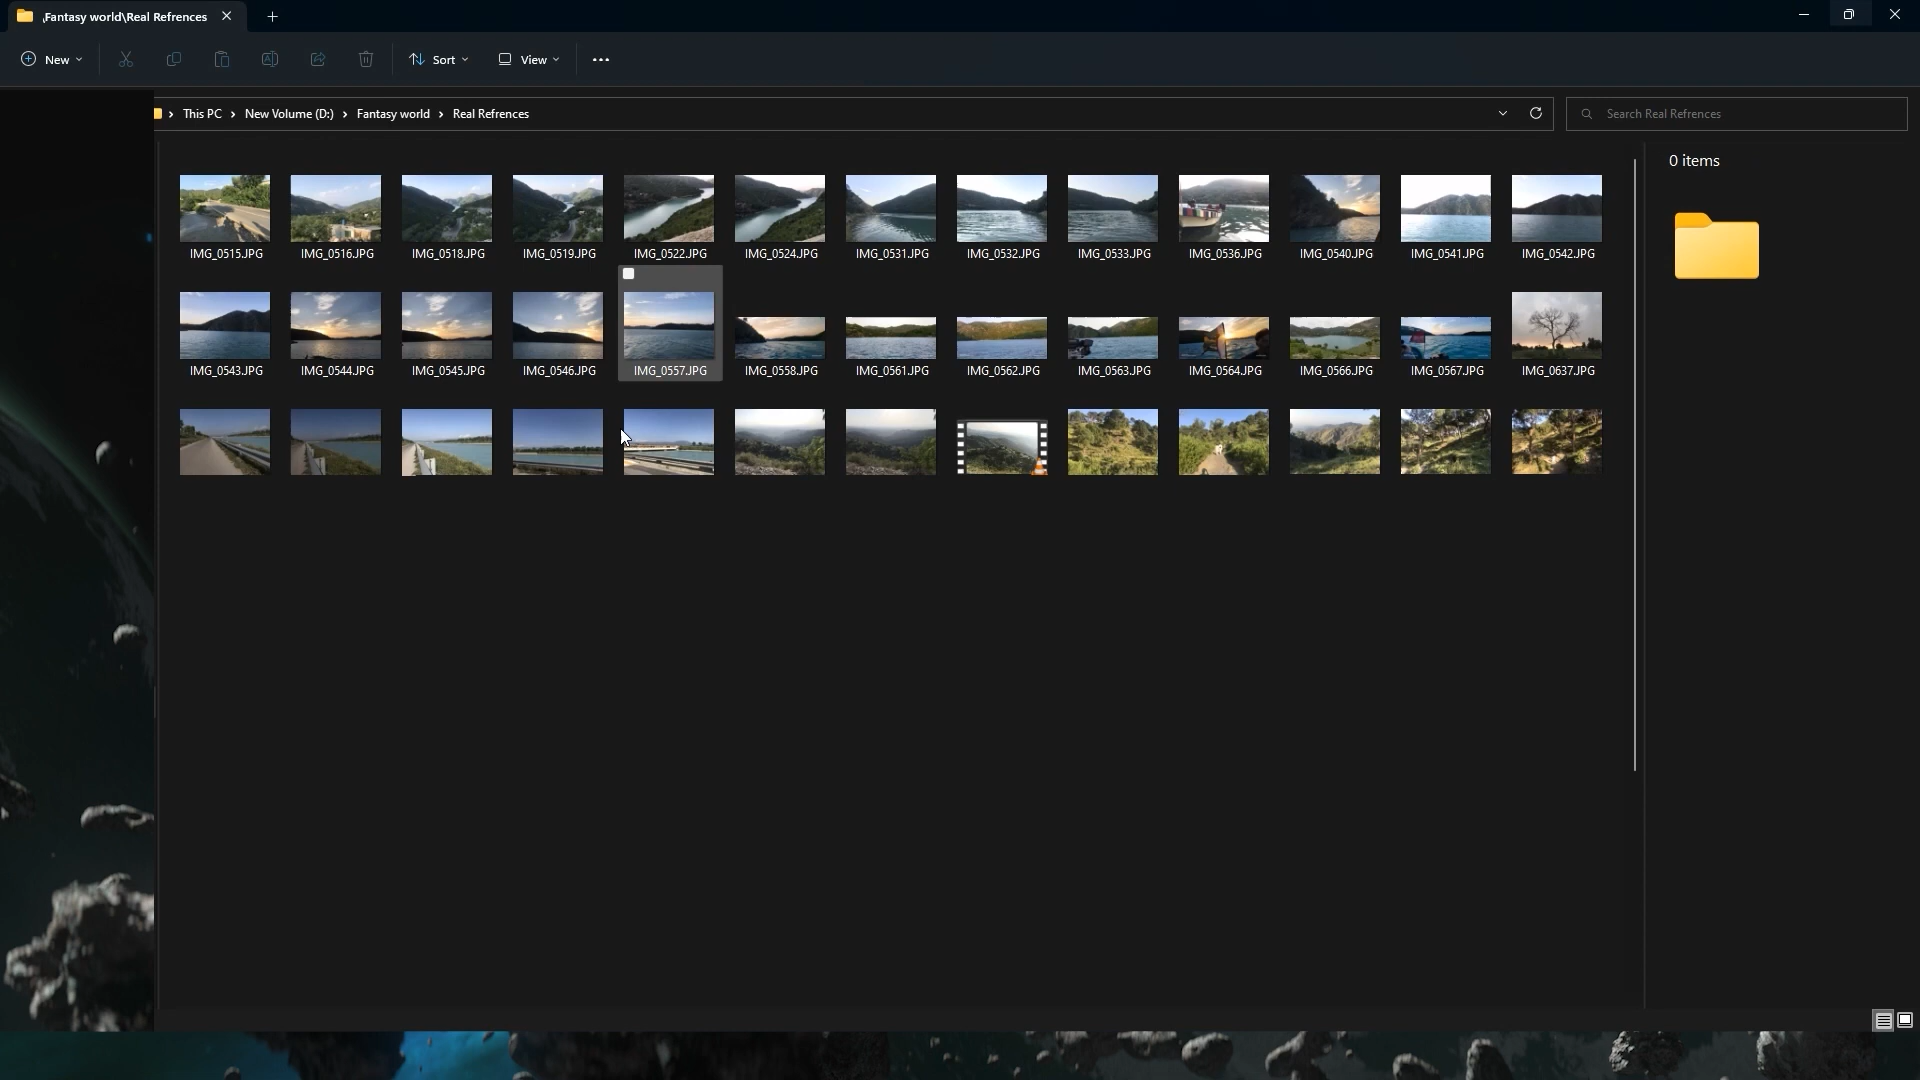 \Fantasy world\Real Refrences
New
Sort
View
This PC
New Volume (D:)
Fantasy world
Real Refrences
Search Real Refrences
0 items
IMG_0515.JPG
IMG_0516.JPG
IMG_0518.JPG
IMG_0519.JPG
IMG_0522.JPG
IMG_0524.JPG
IMG_0531.JPG
IMG_0532.JPG
IMG_0533.JPG
IMG_0536.JPG
IMG_0540.JPG
IMG_0541.JPG
IMG_0542.JPG
IMG_0543.JPG
IMG_0544.JPG
IMG_0545.JPG
IMG_0546.JPG
IMG_0557.JPG
IMG_0558.JPG
IMG_0561.JPG
IMG_0562.JPG
IMG_0563.JPG
IMG_0564.JPG
IMG_0566.JPG
IMG_0567.JPG
IMG_0637.JPG